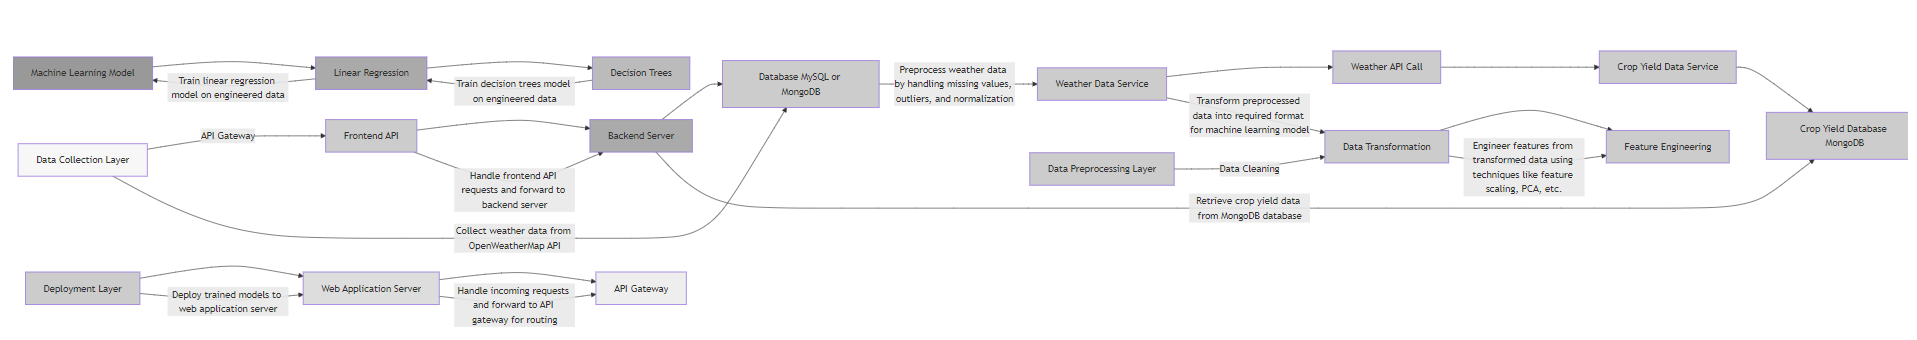 Machine Learning Model
Train linear regression
model on engineered data
Linear Regression
Train decision trees model
on engineered data
Decision Trees
Data Collection Layer
API Gateway
Frontend API
Handle frontend API
requests and forward to
backend server
Backend Server
Collect weather data from
OpenWeatherMap API
Database MySQL or
MongoDB
Preprocess weather data
by handling missing values,
outliers, and normalization
Weather Data Service
Transform preprocessed
data into required format
for machine learning model
Weather API Call
Crop Yield Data Service
Crop Yield Database
MongoDB
Data Preprocessing Layer
Data Cleaning
Data Transformation
Engineer features from
transformed data using
techniques like feature
scaling, PCA, etc.
Feature Engineering
Retrieve crop yield data
from MongoDB database
Deployment Layer
Deploy trained models to
web application server
Web Application Server
Handle incoming requests
and forward to API
gateway for routing
API Gateway